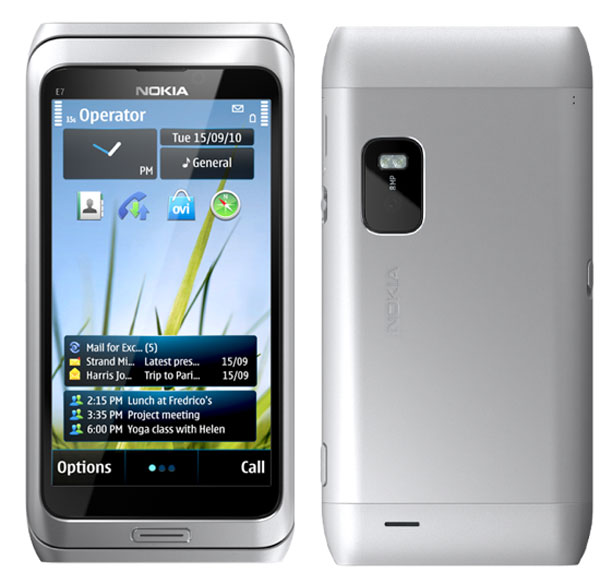 NOKIA
E7
15s Operator
Tue 15/09/10
PM
General
ovi
Mail for Exc... (5)
Strand Mi... Latest pres... 15/09
Harris Jo... Trip to Pari... 15/09
2:15 PM Lunch at Fredrico's
3:35 PM Project meeting
6:00 PM Yoga class with Helen
Options Call
8MP
NOKIA